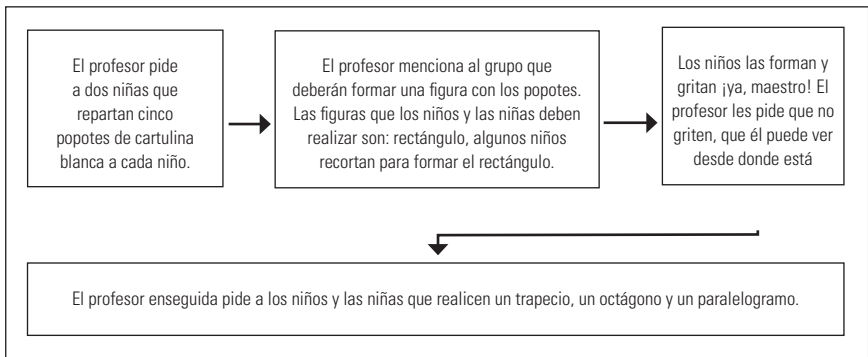 El profesor pide
a dos niñas que
repartan cinco
popotes de cartulina
blanca a cada niño.
El profesor menciona al grupo que
deberán formar una figura con los popotes.
Las figuras que los niños y las niñas deben
realizar son: rectángulo, algunos niños
recortan para formar el rectángulo.
Los niños las forman y
gritan ¡ya, maestro! El
profesor les pide que no
griten, que él puede ver
desde donde está
El profesor enseguida pide a los niños y las niñas que realicen un trapecio, un octágono y un paralelogramo.